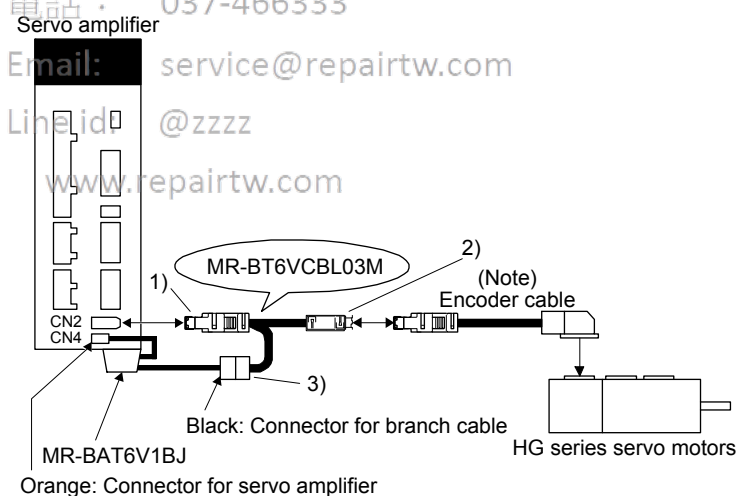 電話： 037-466333
Servo amplifier
Email: service@repairtw.com
Line id: @zzzz
www.repairtw.com
MR-BT6VCBL03M
1)
2)
(Note)
Encoder cable
CN2
CN4
3)
Black: Connector for branch cable
MR-BAT6V1BJ
HG series servo motors
Orange: Connector for servo amplifier